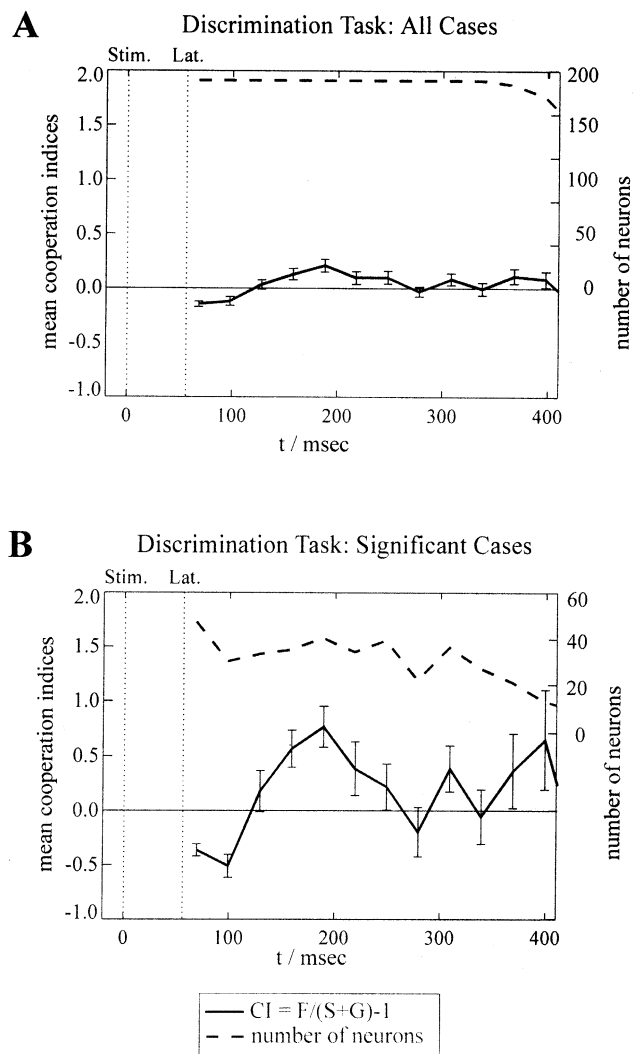 A
Discrimination Task: All Cases
Stim. Lat.
2.0
1.5
1.0
0.5
0.0
-0.5
-1.0
mean cooperation indices
200
150
100
50
0
number of neurons
0 100 200 300 400
t / msec
B
Discrimination Task: Significant Cases
Stim. Lat.
2.0
1.5
1.0
0.5
0.0
-0.5
-1.0
mean cooperation indices
60
40
20
0
number of neurons
0 100 200 300 400
t / msec
CI = F/(S+G)-1
number of neurons